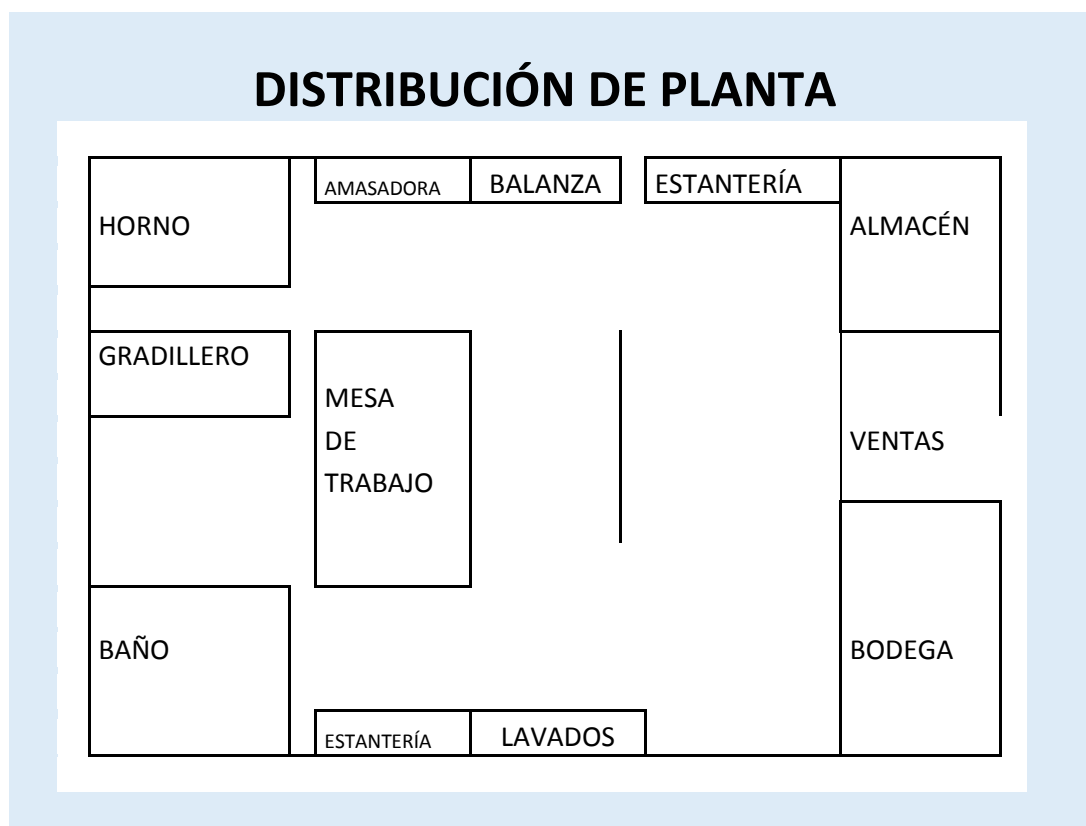 DISTRIBUCIÓN DE PLANTA
AMASADORA
BALANZA
ESTANTERÍA
HORNO
ALMACÉN
GRADILLERO
MESA
DE
TRABAJO
VENTAS
BAÑO
BODEGA
ESTANTERÍA
LAVADOS